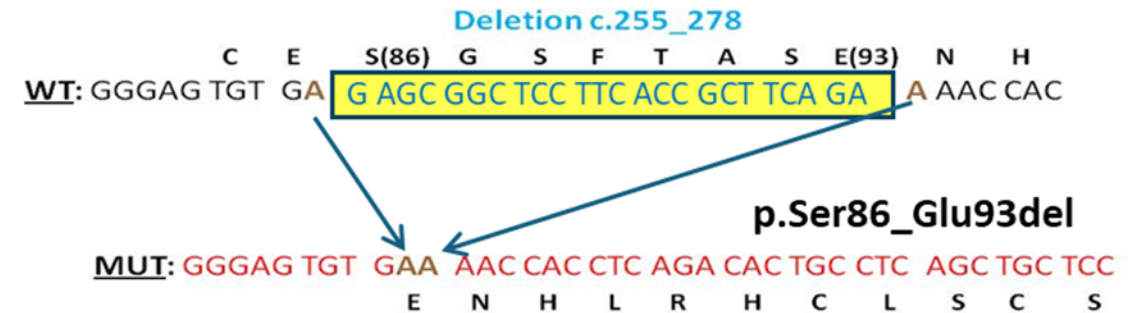 Deletion c.255_278
C E S(86) G S F T A S E(93) N H
WT: GGGAG TGT GA G AGC GGC TCC TTC ACC GCT TCA GA A AAC CAC
p.Ser86_Glu93del
MUT: GGGAG TGT GAA AAC CAC CTC AGA CAC TGC CTC AGC TGC TCC
E N H L R H C L S C S